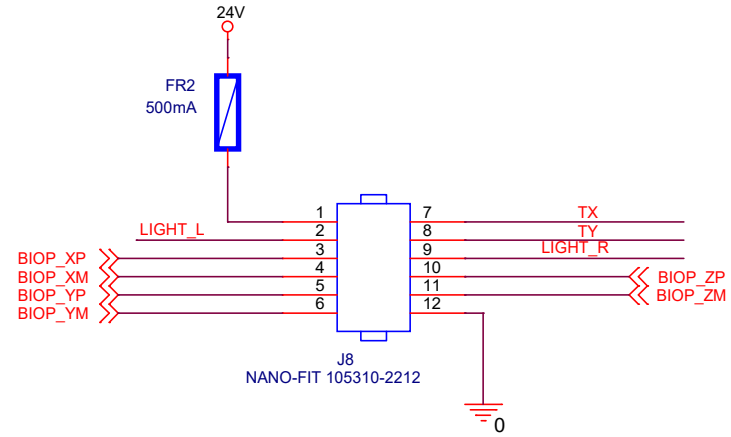 24V
FR2
500mA
1
7
TX
LIGHT_L
2
8
TY
BIOP_XP
3
9
LIGHT_R
BIOP_XM
4
10
BIOP_ZP
BIOP_YP
5
11
BIOP_ZM
BIOP_YM
6
12
J8
NANO-FIT 105310-2212
0